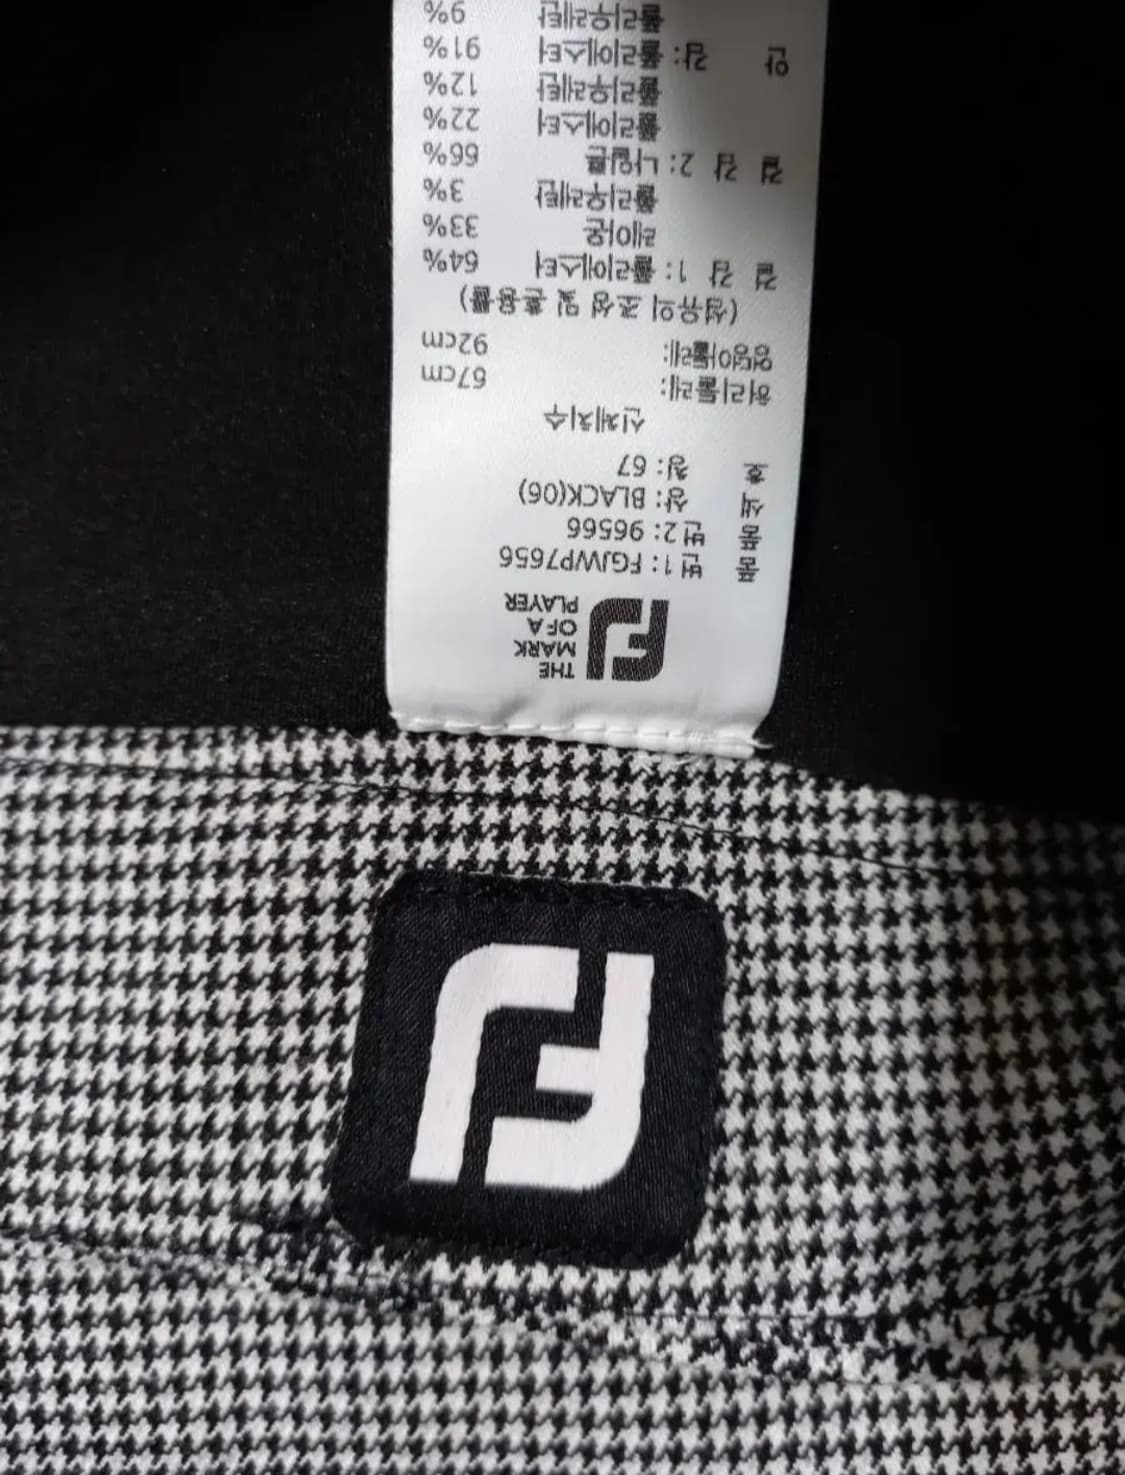 FJ
THE
MARK
OF A
PLAYER
품 번 1: FGJWP7656
품 번 2: 96566
색 상: BLACK(06)
호 칭: 67
신체치수
허리둘레: 67cm
엉덩이둘레: 92cm
(섬유의 조성 및 혼용률)
겉 감 1: 폴리에스터 64%
레이온 33%
폴리우레탄 3%
겉 감 2: 나일론 66%
폴리에스터 22%
폴리우레탄 12%
안 감: 폴리에스터 91%
폴리우레탄 9%
FJ